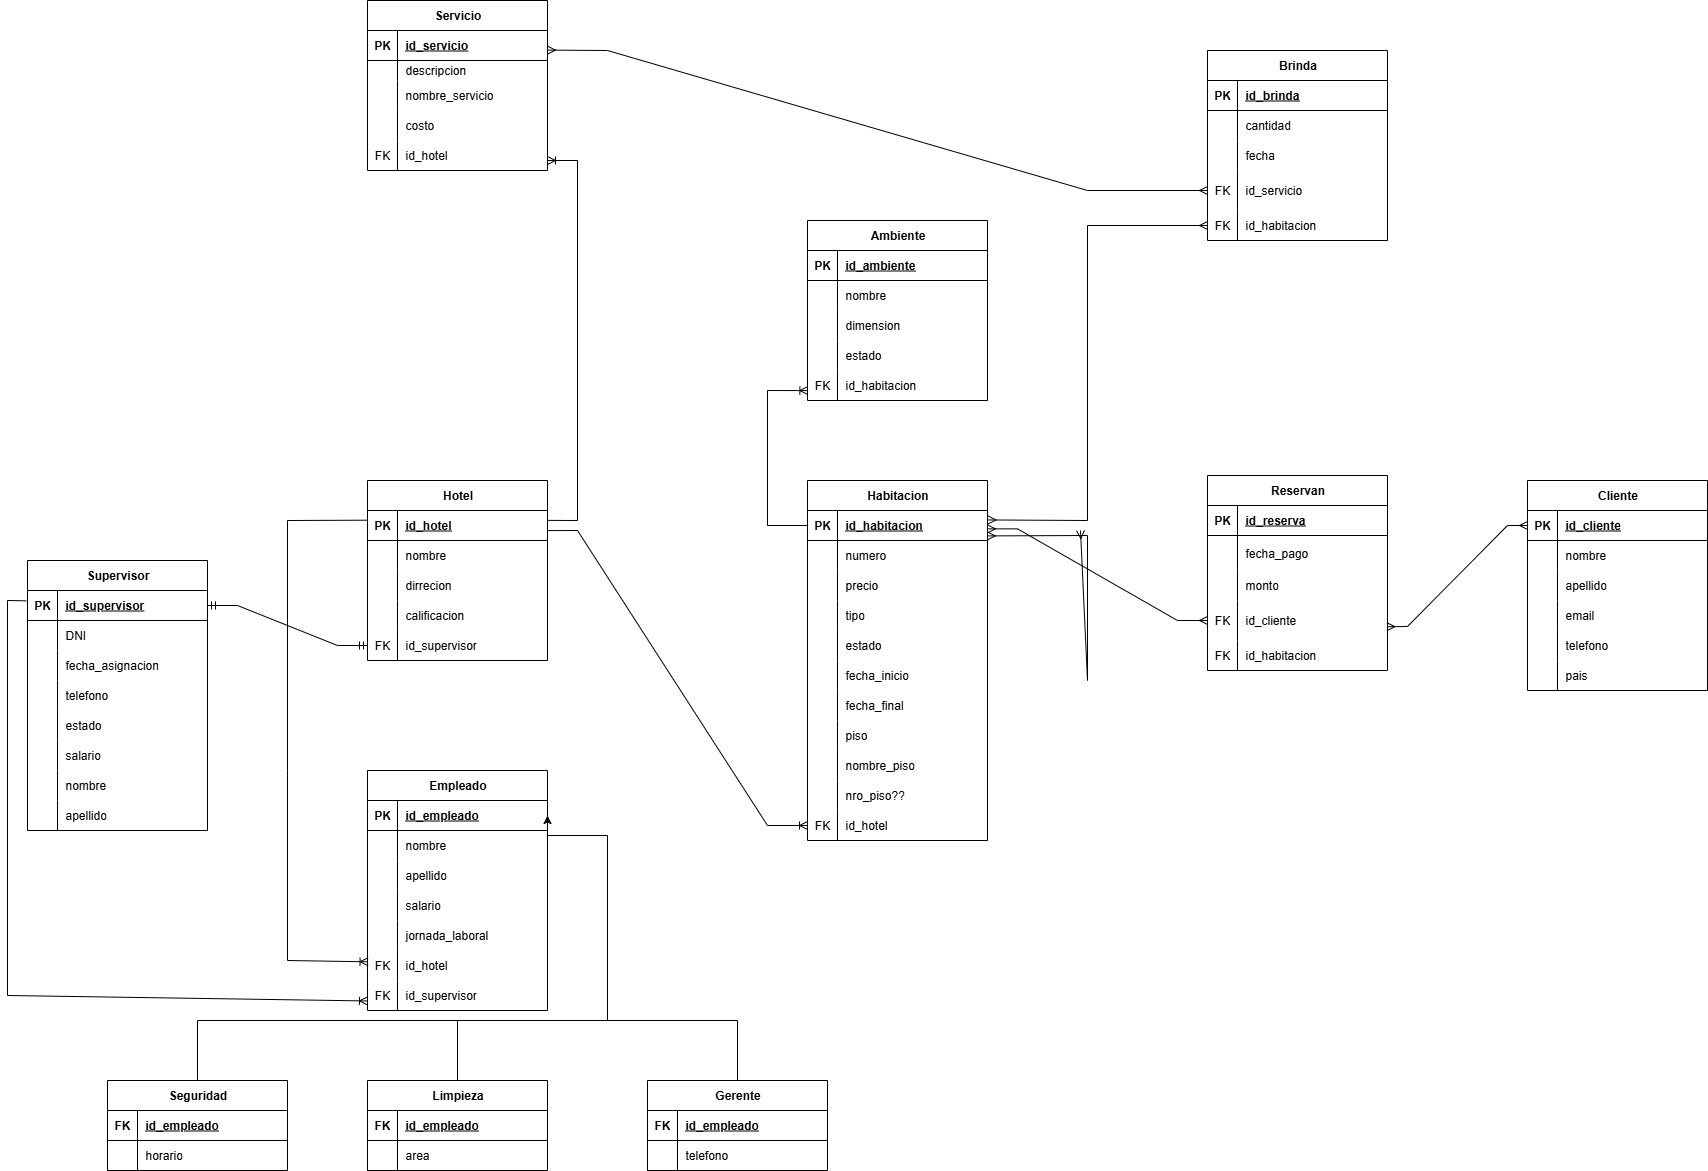 Servicio
PK id_servicio
descripcion
nombre_servicio
costo
FK id_hotel
Brinda
PK id_brinda
cantidad
fecha
FK id_servicio
FK id_habitacion
Ambiente
PK id_ambiente
nombre
dimension
estado
FK id_habitacion
Hotel
PK id_hotel
nombre
dirrecion
calificacion
FK id_supervisor
Habitacion
PK id_habitacion
numero
precio
tipo
estado
fecha_inicio
fecha_final
piso
nombre_piso
nro_piso??
FK id_hotel
Reservan
PK id_reserva
fecha_pago
monto
FK id_cliente
FK id_habitacion
Cliente
PK id_cliente
nombre
apellido
email
telefono
pais
Supervisor
PK id_supervisor
DNI
fecha_asignacion
telefono
estado
salario
nombre
apellido
Empleado
PK id_empleado
nombre
apellido
salario
jornada_laboral
FK id_hotel
FK id_supervisor
Seguridad
FK id_empleado
horario
Limpieza
FK id_empleado
area
Gerente
FK id_empleado
telefono